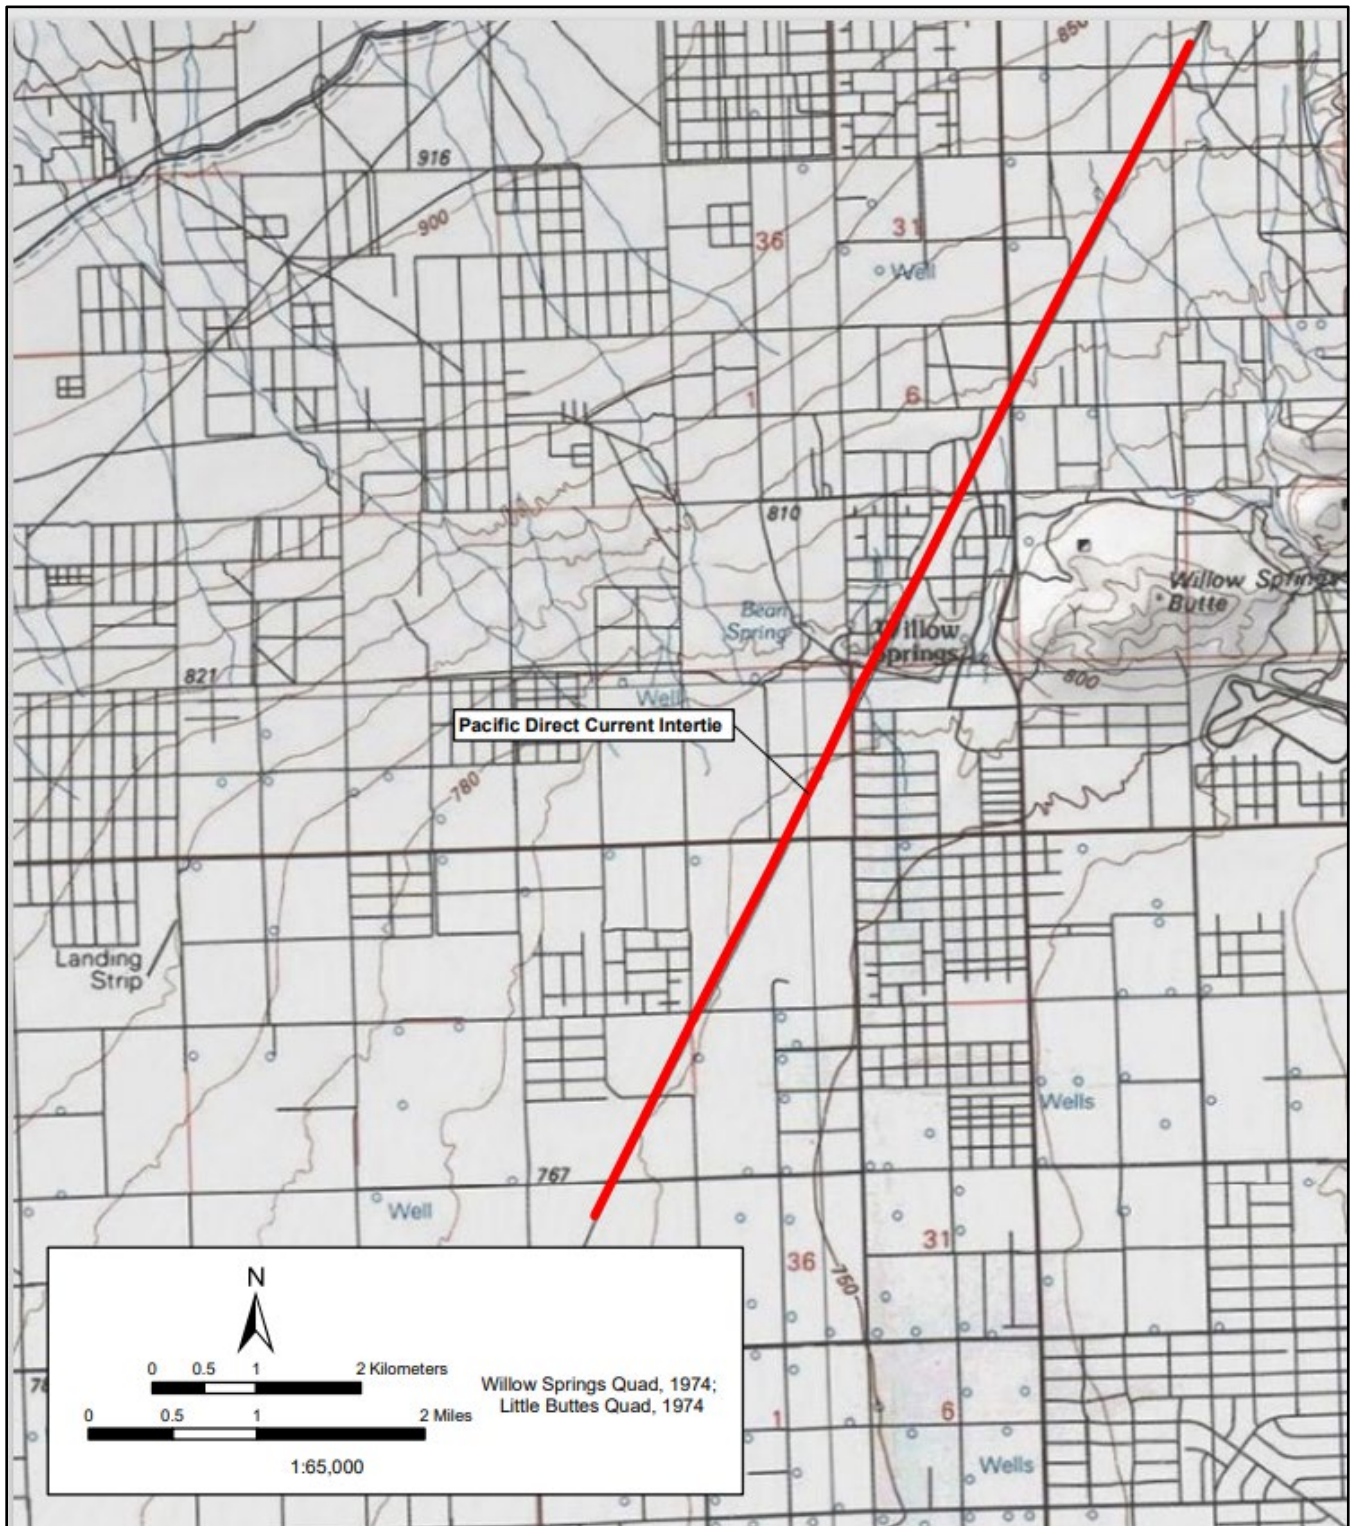 850
916
900
36
31
Well
1
6
810
Willow Springs
Butte
Bean
Spring
Willow
Springs
821
Well
800
Pacific Direct Current Intertie
780
Landing
Strip
Wells
767
Well
31
36
750
N
0 0.5 1 2 Kilometers
Willow Springs Quad, 1974;
Little Buttes Quad, 1974
0 0.5 1 2 Miles
1:65,000
1
6
Wells